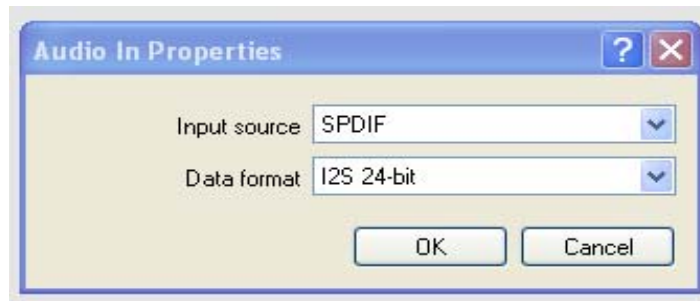 Audio In Properties ?
Input source SPDIF
Data format I2S 24-bit
OK Cancel